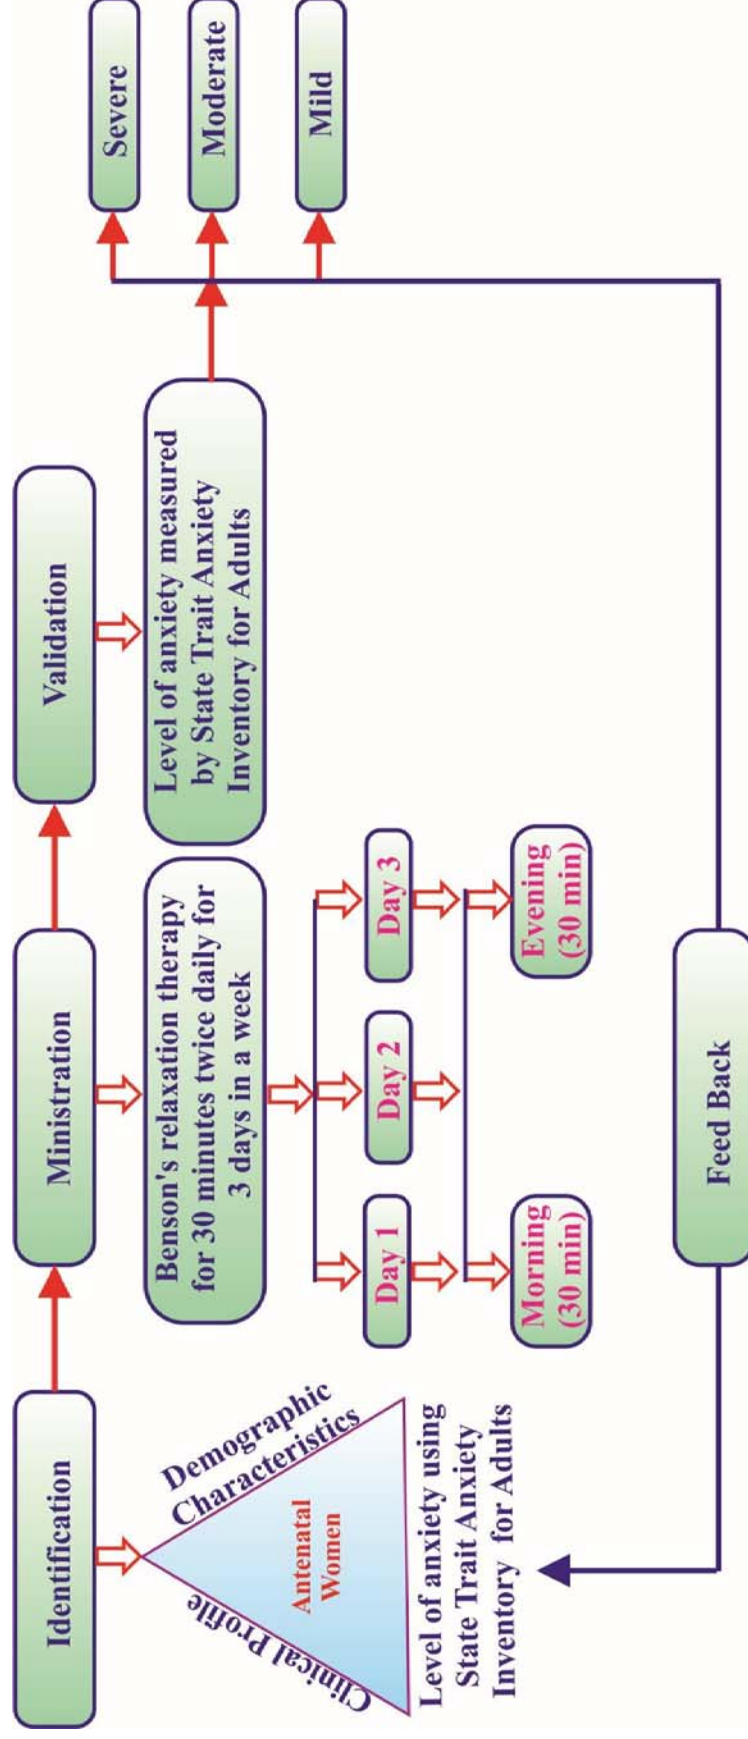 Identification
Ministration
Validation
Clinical Profile
Demographic
Characteristics
Antenatal
Women
Level of anxiety using
State Trait Anxiety
Inventory for Adults
Benson's relaxation therapy
for 30 minutes twice daily for
3 days in a week
Day 1
Day 2
Day 3
Morning
(30 min)
Evening
(30 min)
Level of anxiety measured
by State Trait Anxiety
Inventory for Adults
Severe
Moderate
Mild
Feed Back